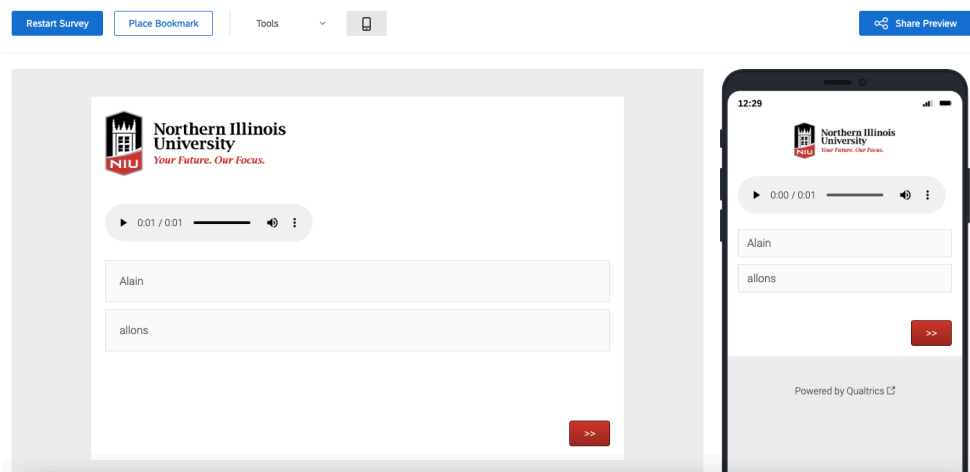 Restart Survey
Place Bookmark
Tools
Share Preview
Northern Illinois
University
Your Future. Our Focus.
NIU
0:01 / 0:01
Alain
allons
>>
12:29
Northern Illinois
University
Your Future. Our Focus.
NIU
0:00 / 0:01
Alain
allons
>>
Powered by Qualtrics